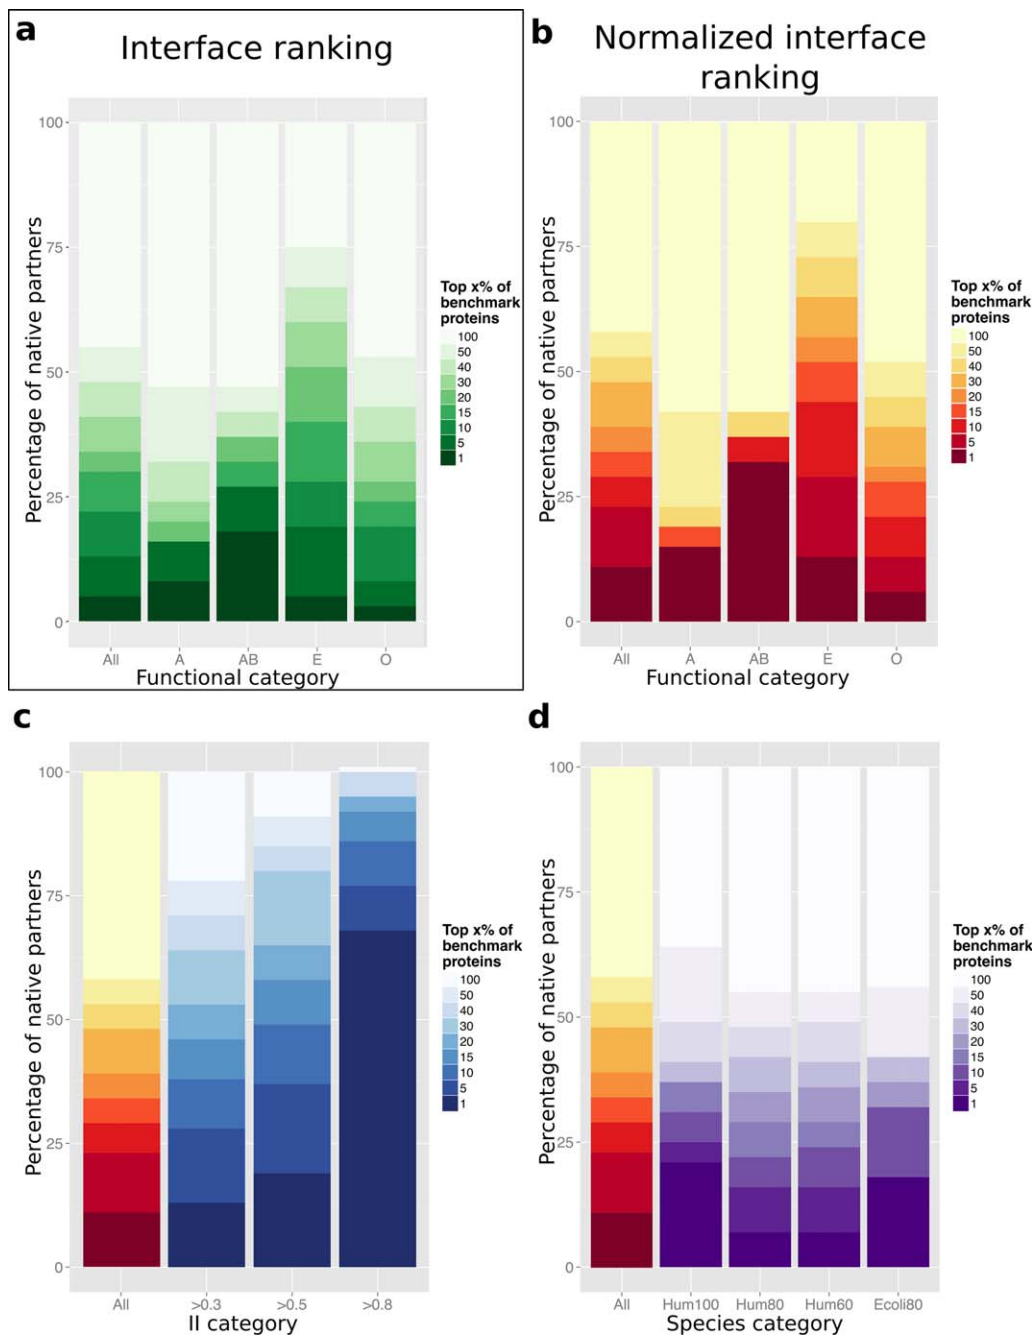 a
Interface ranking
Percentage of native partners
100
75
50
25
0
All A AB E O
Functional category
Top x% of
benchmark
proteins
100
50
40
30
20
15
10
5
1
b
Normalized interface
ranking
Percentage of native partners
100
75
50
25
0
All A AB E O
Functional category
Top x% of
benchmark
proteins
100
50
40
30
20
15
10
5
1
c
Percentage of native partners
100
75
50
25
0
All >0.3 >0.5 >0.8
II category
Top x% of
benchmark
proteins
100
50
40
30
20
15
10
5
1
d
Percentage of native partners
100
75
50
25
0
All Hum100 Hum80 Hum60 Ecoli80
Species category
Top x% of
benchmark
proteins
100
50
40
30
20
15
10
5
1